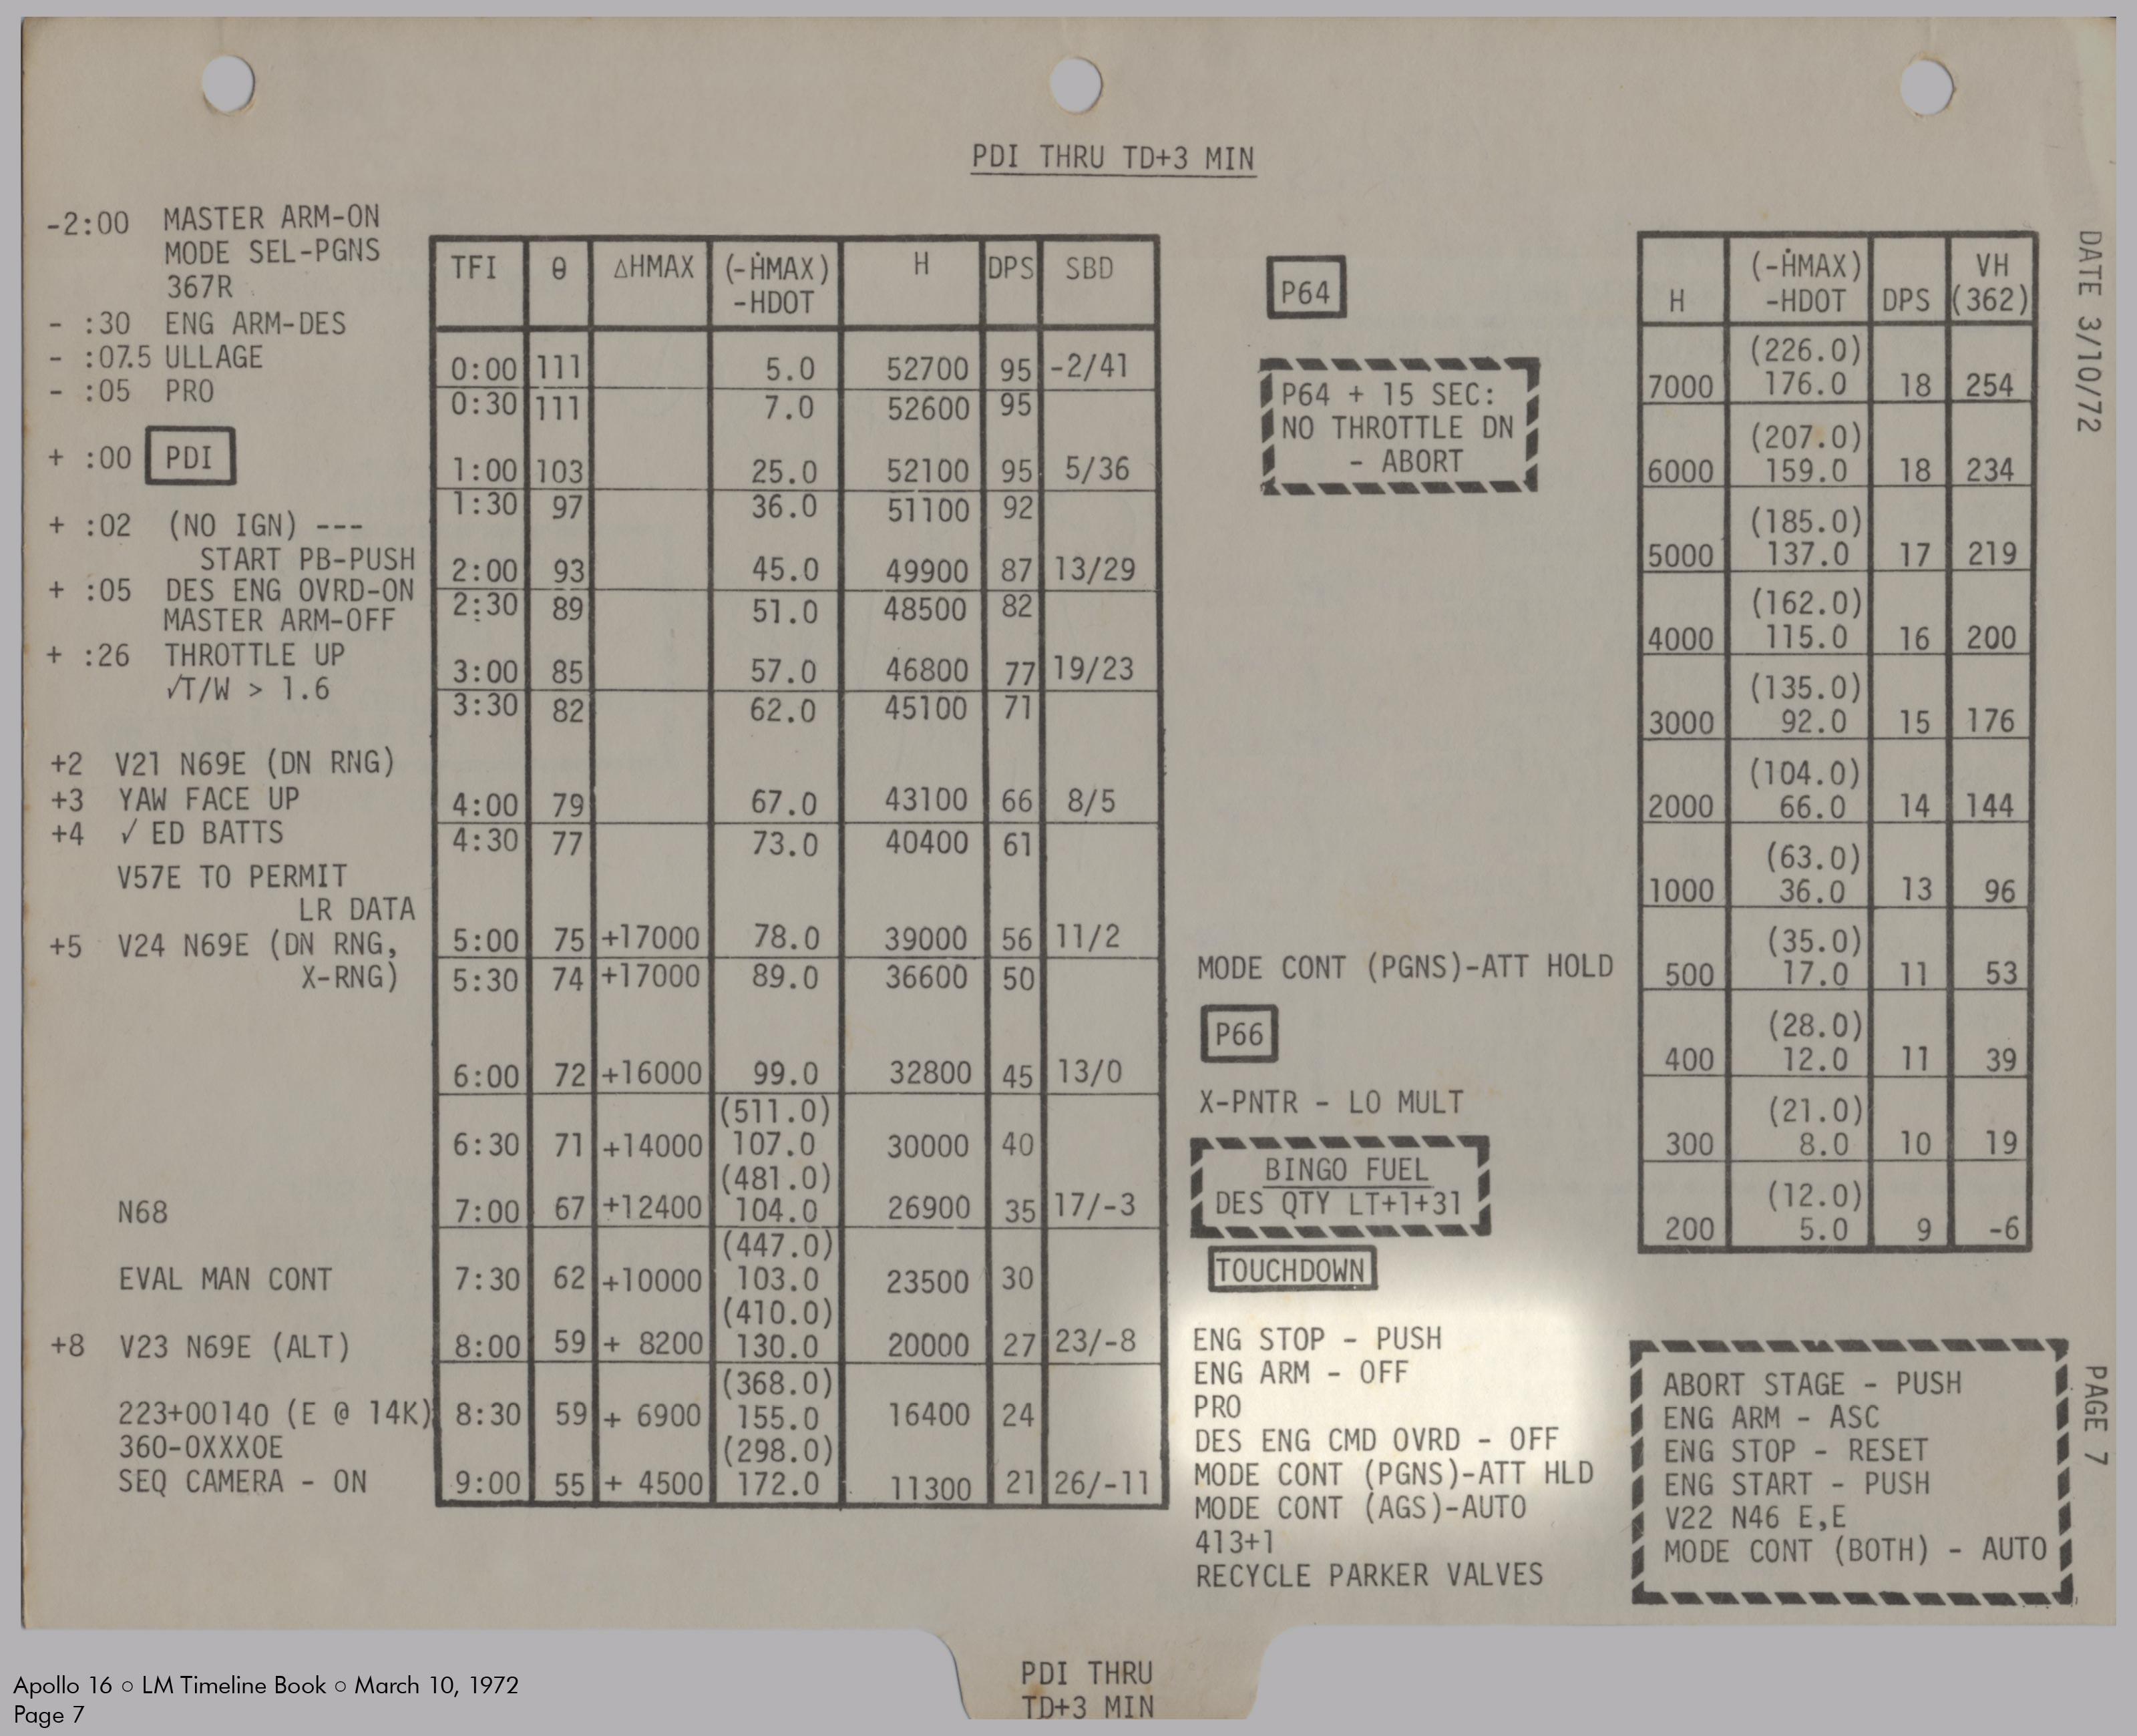 PDI THRU TD+3 MIN
-2:00 MASTER ARM-ON
MODE SEL-PGNS
367R
- :30 ENG ARM-DES
- :07.5 ULLAGE
- :05 PRO
+ :00 PDI
+ :02 (NO IGN) ---
START PB-PUSH
+ :05 DES ENG OVRD-ON
MASTER ARM-OFF
+ :26 THROTTLE UP
√T/W > 1.6
+2 V21 N69E (DN RNG)
+3 YAW FACE UP
+4 √ ED BATTS
V57E TO PERMIT
LR DATA
+5 V24 N69E (DN RNG,
X-RNG)
N68
EVAL MAN CONT
+8 V23 N69E (ALT)
223+00140 (E @ 14K)
360-0XXX0E
SEQ CAMERA - ON
TFI θ ΔHMAX (-ḢMAX) H DPS SBD
-HDOT
0:00 111 5.0 52700 95 -2/41
0:30 111 7.0 52600 95
1:00 103 25.0 52100 95 5/36
1:30 97 36.0 51100 92
2:00 93 45.0 49900 87 13/29
2:30 89 51.0 48500 82
3:00 85 57.0 46800 77 19/23
3:30 82 62.0 45100 71
4:00 79 67.0 43100 66 8/5
4:30 77 73.0 40400 61
5:00 75 +17000 78.0 39000 56 11/2
5:30 74 +17000 89.0 36600 50
6:00 72 +16000 99.0 32800 45 13/0
(511.0)
6:30 71 +14000 107.0 30000 40
(481.0)
7:00 67 +12400 104.0 26900 35 17/-3
(447.0)
7:30 62 +10000 103.0 23500 30
(410.0)
8:00 59 + 8200 130.0 20000 27 23/-8
(368.0)
8:30 59 + 6900 155.0 16400 24
(298.0)
9:00 55 + 4500 172.0 11300 21 26/-11
P64
P64 + 15 SEC:
NO THROTTLE DN
- ABORT
MODE CONT (PGNS)-ATT HOLD
P66
X-PNTR - LO MULT
BINGO FUEL
DES QTY LT+1+31
TOUCHDOWN
ENG STOP - PUSH
ENG ARM - OFF
PRO
DES ENG CMD OVRD - OFF
MODE CONT (PGNS)-ATT HLD
MODE CONT (AGS)-AUTO
413+1
RECYCLE PARKER VALVES
(-ḢMAX) VH
H -HDOT DPS (362)
(226.0)
7000 176.0 18 254
(207.0)
6000 159.0 18 234
(185.0)
5000 137.0 17 219
(162.0)
4000 115.0 16 200
(135.0)
3000 92.0 15 176
(104.0)
2000 66.0 14 144
(63.0)
1000 36.0 13 96
(35.0)
500 17.0 11 53
(28.0)
400 12.0 11 39
(21.0)
300 8.0 10 19
(12.0)
200 5.0 9 -6
ABORT STAGE - PUSH
ENG ARM - ASC
ENG STOP - RESET
ENG START - PUSH
V22 N46 E,E
MODE CONT (BOTH) - AUTO
DATE 3/10/72
PAGE 7
PDI THRU
TD+3 MIN
Apollo 16 ○ LM Timeline Book ○ March 10, 1972
Page 7